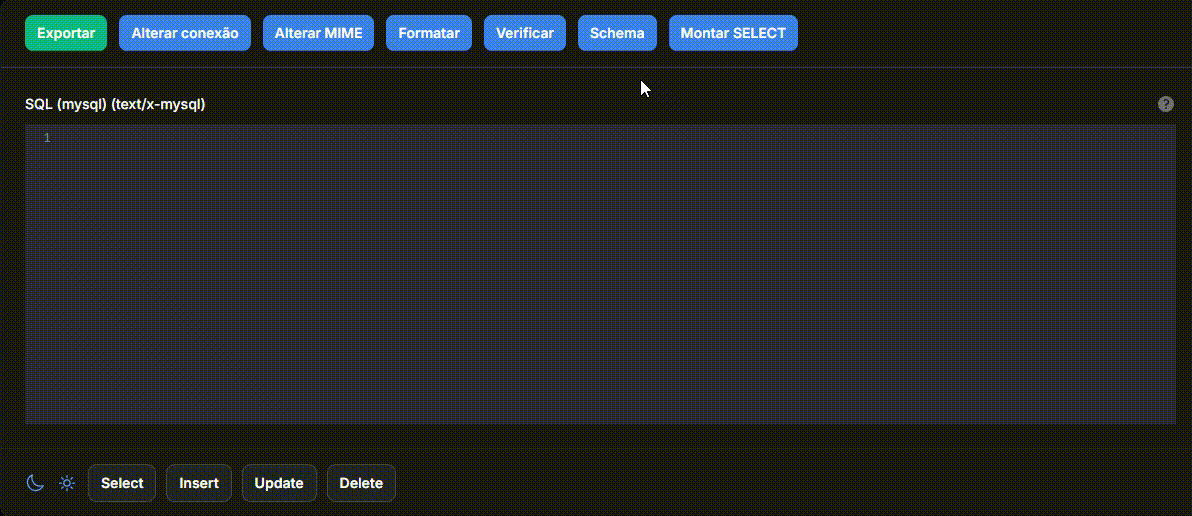 Exportar Alterar conexão Alterar MIME Formatar Verificar Schema Montar SELECT
SQL (mysql) (text/x-mysql) ?
1
Select Insert Update Delete